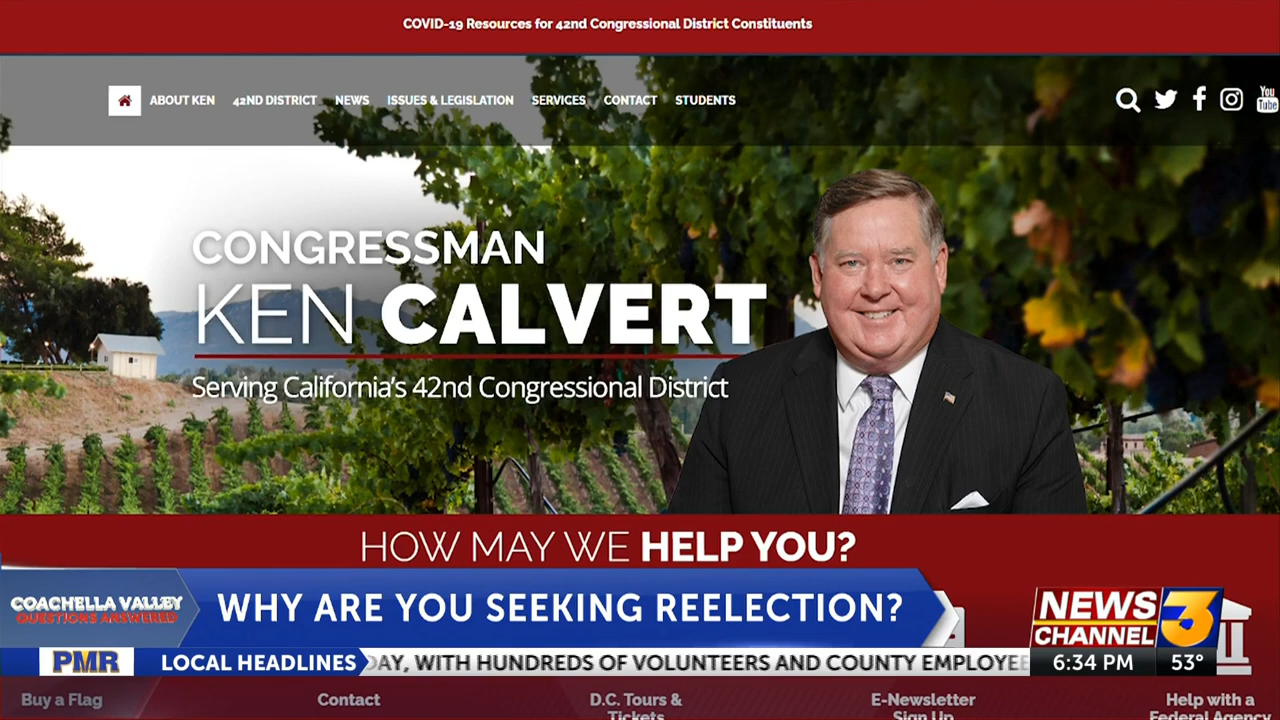 COVID-19 Resources for 42nd Congressional District Constituents
ABOUT KEN 42ND DISTRICT NEWS ISSUES & LEGISLATION SERVICES CONTACT STUDENTS
You
Tube
CONGRESSMAN
KEN CALVERT
Serving California's 42nd Congressional District
HOW MAY WE HELP YOU?
COACHELLA VALLEY
QUESTIONS ANSWERED
WHY ARE YOU SEEKING REELECTION?
NEWS
CHANNEL 3
PMR LOCAL HEADLINES DAY, WITH HUNDREDS OF VOLUNTEERS AND COUNTY EMPLOYEE
6:34 PM 53°
Buy a Flag Contact D.C. Tours & E-Newsletter Help with a
Tickets Sign Up Federal Agency